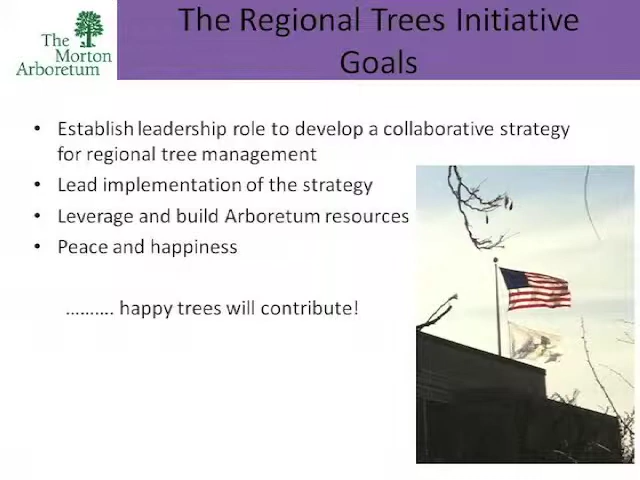 The
Morton
Arboretum
The Regional Trees Initiative
Goals
• Establish leadership role to develop a collaborative strategy
for regional tree management
• Lead implementation of the strategy
• Leverage and build Arboretum resources
• Peace and happiness
.......... happy trees will contribute!